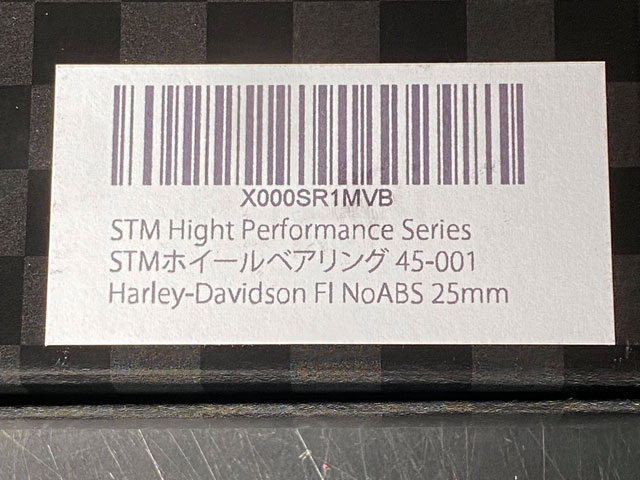 X000SR1MVB
STM Hight Performance Series
STMホイールベアリング 45-001
Harley-Davidson FI NoABS 25mm